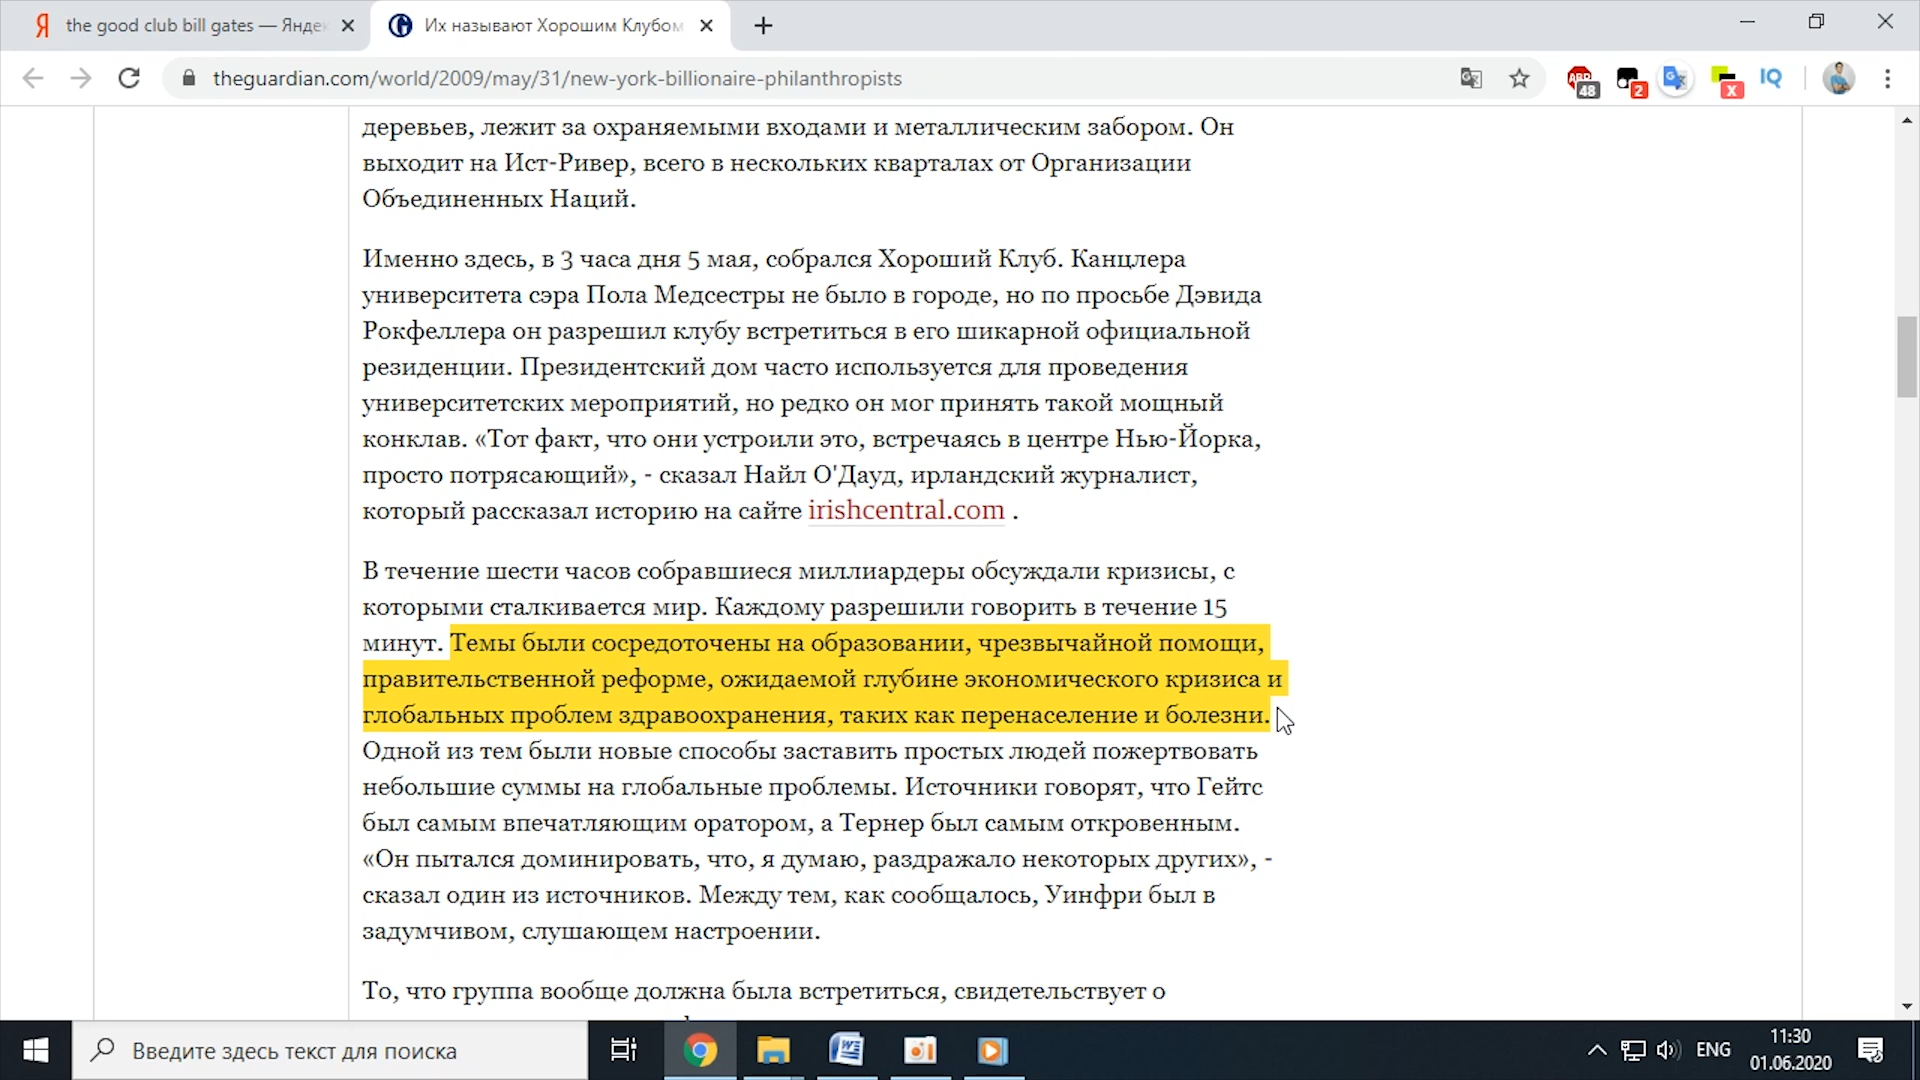 the good club bill gates — Яндек
Их называют Хорошим Клубом
theguardian.com/world/2009/may/31/new-york-billionaire-philanthropists
ABP
48
2
X
IQ
деревьев, лежит за охраняемыми входами и металлическим забором. Он
выходит на Ист-Ривер, всего в нескольких кварталах от Организации
Объединенных Наций.
Именно здесь, в 3 часа дня 5 мая, собрался Хороший Клуб. Канцлера
университета сэра Пола Медсестры не было в городе, но по просьбе Дэвида
Рокфеллера он разрешил клубу встретиться в его шикарной официальной
резиденции. Президентский дом часто используется для проведения
университетских мероприятий, но редко он мог принять такой мощный
конклав. «Тот факт, что они устроили это, встречаясь в центре Нью-Йорка,
просто потрясающий», - сказал Найл О'Дауд, ирландский журналист,
который рассказал историю на сайте irishcentral.com .
В течение шести часов собравшиеся миллиардеры обсуждали кризисы, с
которыми сталкивается мир. Каждому разрешили говорить в течение 15
минут. Темы были сосредоточены на образовании, чрезвычайной помощи,
правительственной реформе, ожидаемой глубине экономического кризиса и
глобальных проблем здравоохранения, таких как перенаселение и болезни.
Одной из тем были новые способы заставить простых людей пожертвовать
небольшие суммы на глобальные проблемы. Источники говорят, что Гейтс
был самым впечатляющим оратором, а Тернер был самым откровенным.
«Он пытался доминировать, что, я думаю, раздражало некоторых других», -
сказал один из источников. Между тем, как сообщалось, Уинфри был в
задумчивом, слушающем настроении.
То, что группа вообще должна была встретиться, свидетельствует о
Введите здесь текст для поиска
ENG
11:30
01.06.2020